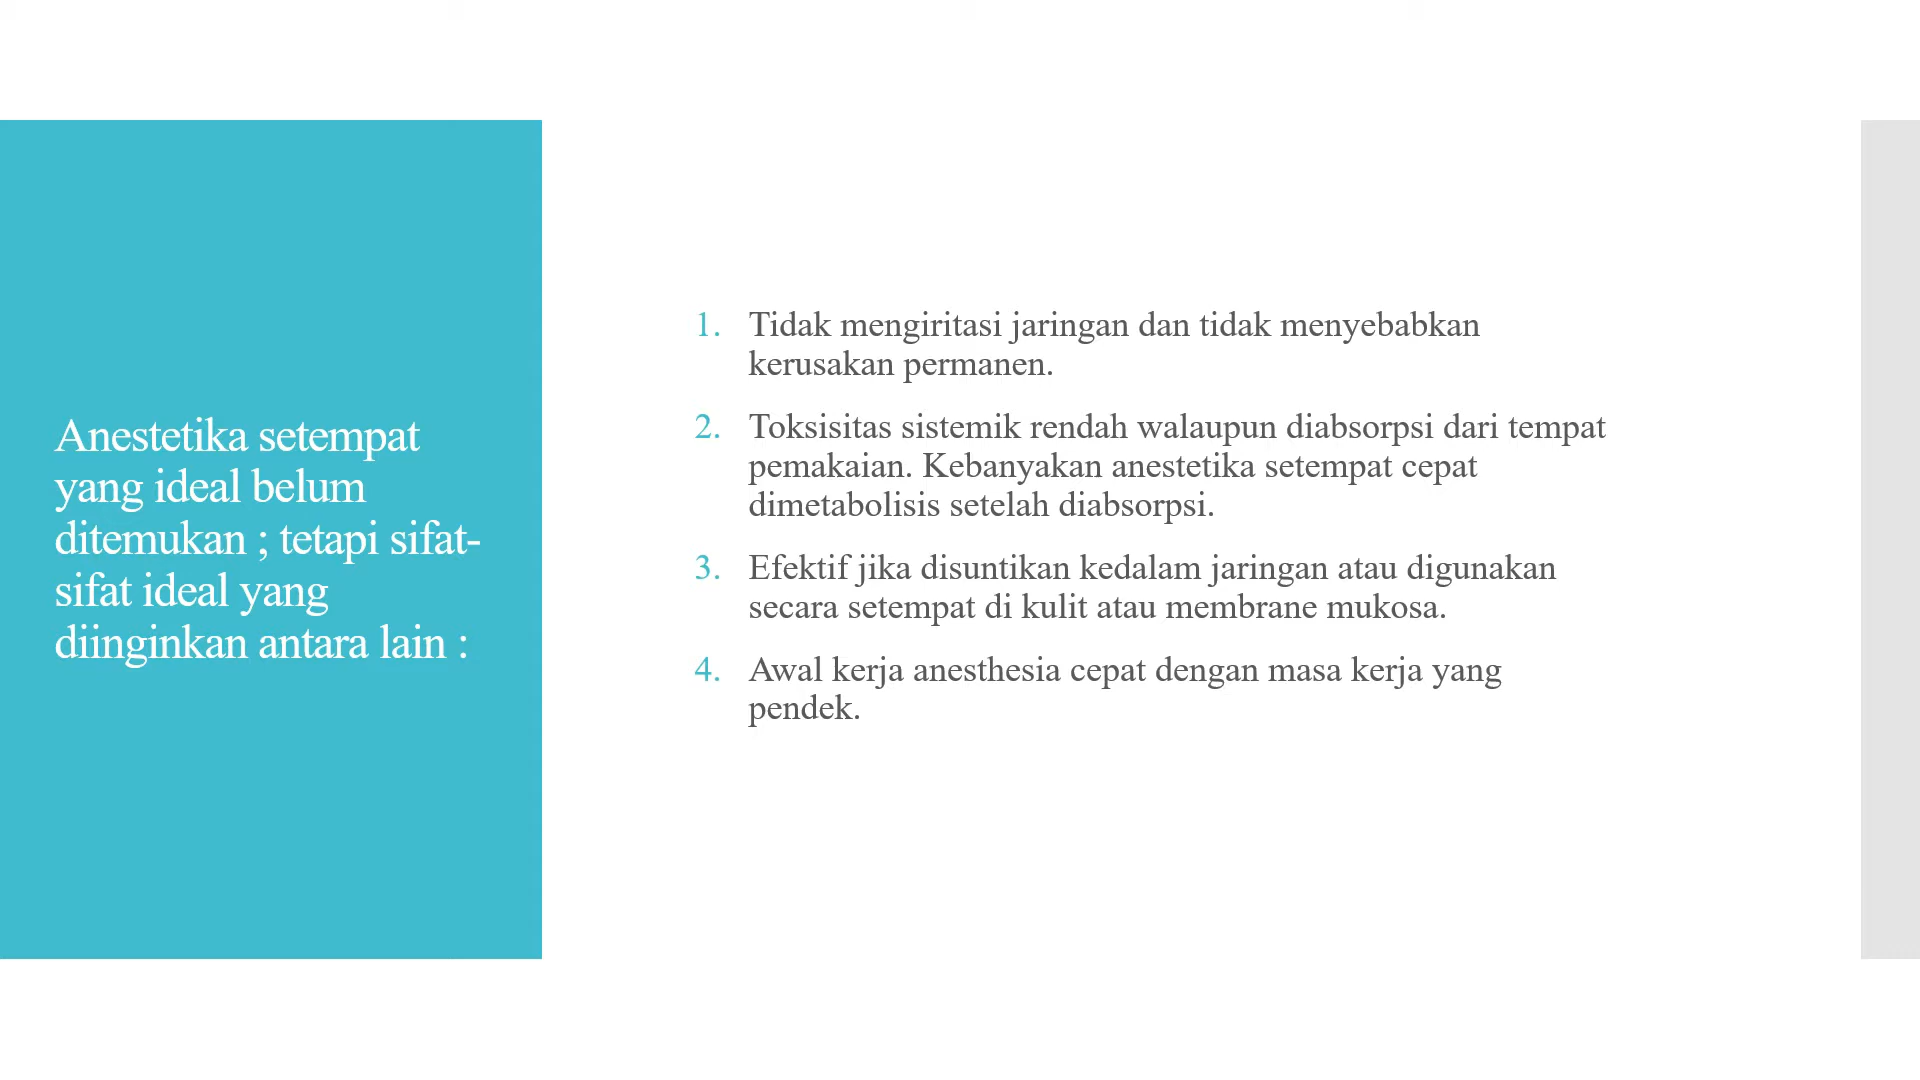 Anestetika setempat
yang ideal belum
ditemukan ; tetapi sifat-
sifat ideal yang
diinginkan antara lain :
1. Tidak mengiritasi jaringan dan tidak menyebabkan
kerusakan permanen.
2. Toksisitas sistemik rendah walaupun diabsorpsi dari tempat
pemakaian. Kebanyakan anestetika setempat cepat
dimetabolisis setelah diabsorpsi.
3. Efektif jika disuntikan kedalam jaringan atau digunakan
secara setempat di kulit atau membrane mukosa.
4. Awal kerja anesthesia cepat dengan masa kerja yang
pendek.